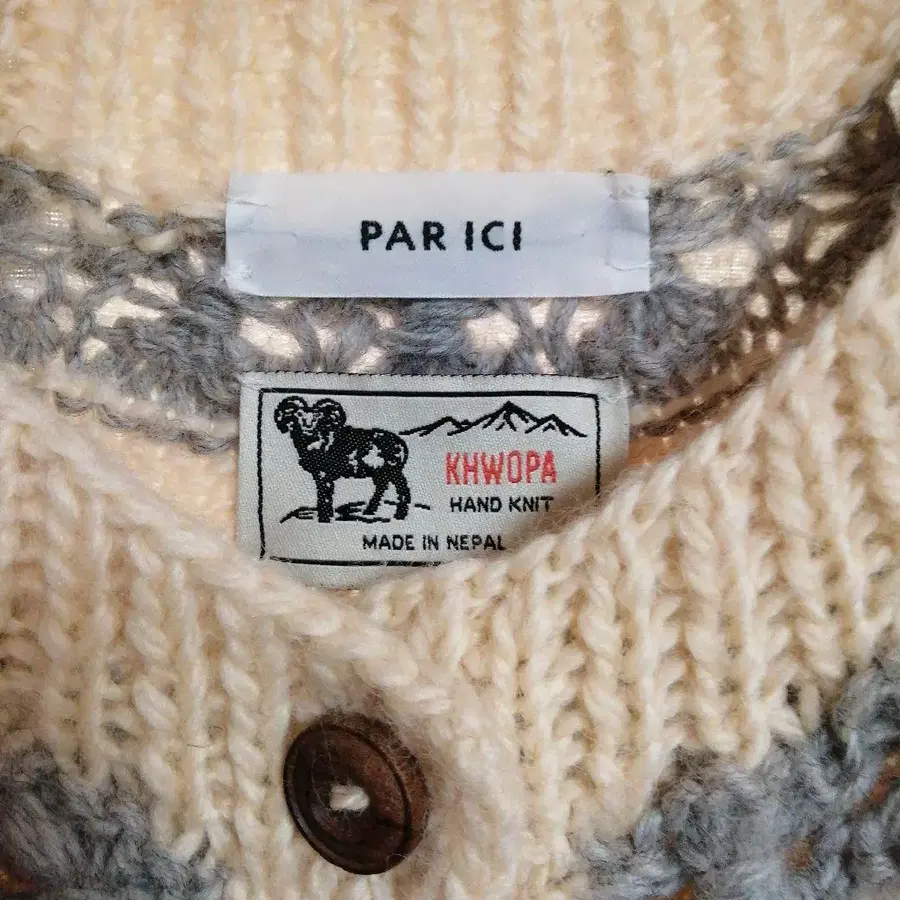 PAR ICI
KHWOPA
HAND KNIT
MADE IN NEPAL